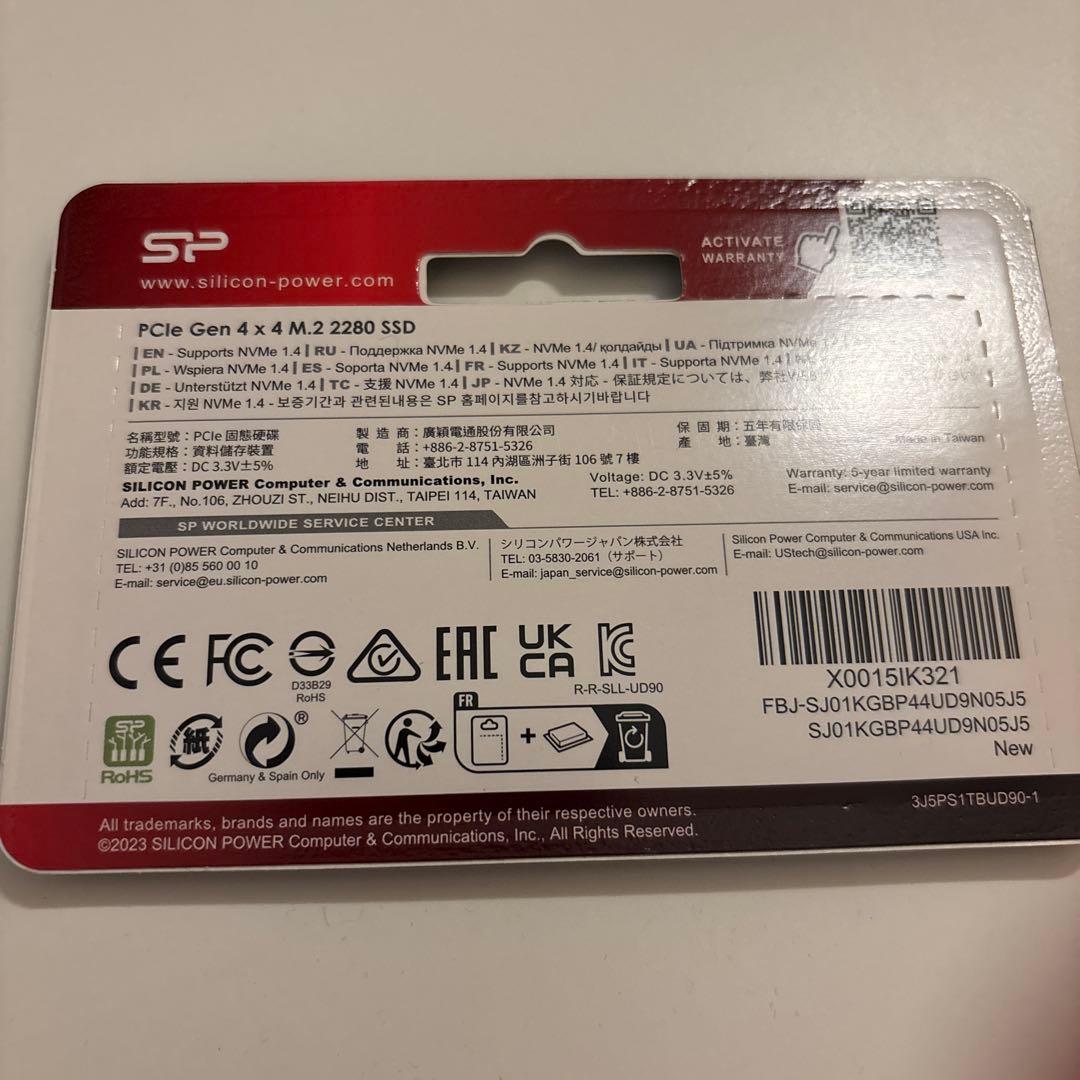 SP
www.silicon-power.com
ACTIVATE
WARRANTY
PCIe Gen 4 x 4 M.2 2280 SSD
| EN - Supports NVMe 1.4 | RU - Поддержка NVMe 1.4 | KZ - NVMe 1.4/ қолдайды | UA - Підтримка NVMe
| PL - Wspiera NVMe 1.4 | ES - Soporta NVMe 1.4 | FR - Supports NVMe 1.4 | IT - Supporta NVMe 1.4 |
| DE - Unterstützt NVMe 1.4 | TC - 支援 NVMe 1.4 | JP - NVMe 1.4 対応 - 保証規定については、弊社
| KR - 지원 NVMe 1.4 - 보증기간과 관련된내용은 SP 홈페이지를참고하시기바랍니다
名稱型號：PCIe 固態硬碟
功能規格：資料儲存裝置
額定電壓：DC 3.3V±5%
製造商：廣穎電通股份有限公司
電話：+886-2-8751-5326
地址：臺北市 114 內湖區洲子街 106 號 7 樓
保固期：五年有限保固
產地：臺灣
Made in Taiwan
SILICON POWER Computer & Communications, Inc.
Add: 7F., No.106, ZHOUZI ST., NEIHU DIST., TAIPEI 114, TAIWAN
Voltage: DC 3.3V±5%
TEL: +886-2-8751-5326
Warranty: 5-year limited warranty
E-mail: service@silicon-power.com
SP WORLDWIDE SERVICE CENTER
SILICON POWER Computer & Communications Netherlands B.V.
TEL: +31 (0)85 560 00 10
E-mail: service@eu.silicon-power.com
シリコンパワージャパン株式会社
TEL: 03-5830-2061（サポート）
E-mail: japan_service@silicon-power.com
Silicon Power Computer & Communications USA Inc.
E-mail: UStech@silicon-power.com
CE FC EAC UK CA KC
D33B29
RoHS
R-R-SLL-UD90
X0015IK321
FBJ-SJ01KGBP44UD9N05J5
SJ01KGBP44UD9N05J5
New
FR
SP
RoHS
紙
®
Germany & Spain Only
+
3J5PS1TBUD90-1
All trademarks, brands and names are the property of their respective owners.
©2023 SILICON POWER Computer & Communications, Inc., All Rights Reserved.